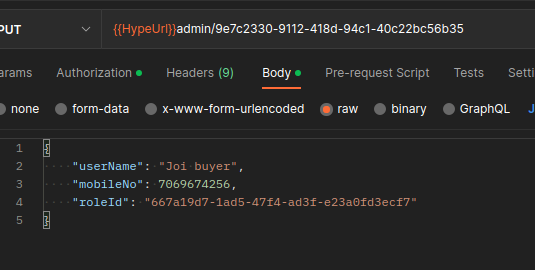 PUT {{HypeUrl}}admin/9e7c2330-9112-418d-94c1-40c22bc56b35
Authorization Headers (9) Body Pre-request Script Tests
none form-data x-www-form-urlencoded raw binary GraphQL
1 {
2 "userName": "Joi buyer",
3 "mobileNo": 7069674256,
4 "roleId": "667a19d7-1ad5-47f4-ad3f-e23a0fd3ecf7"
5 }